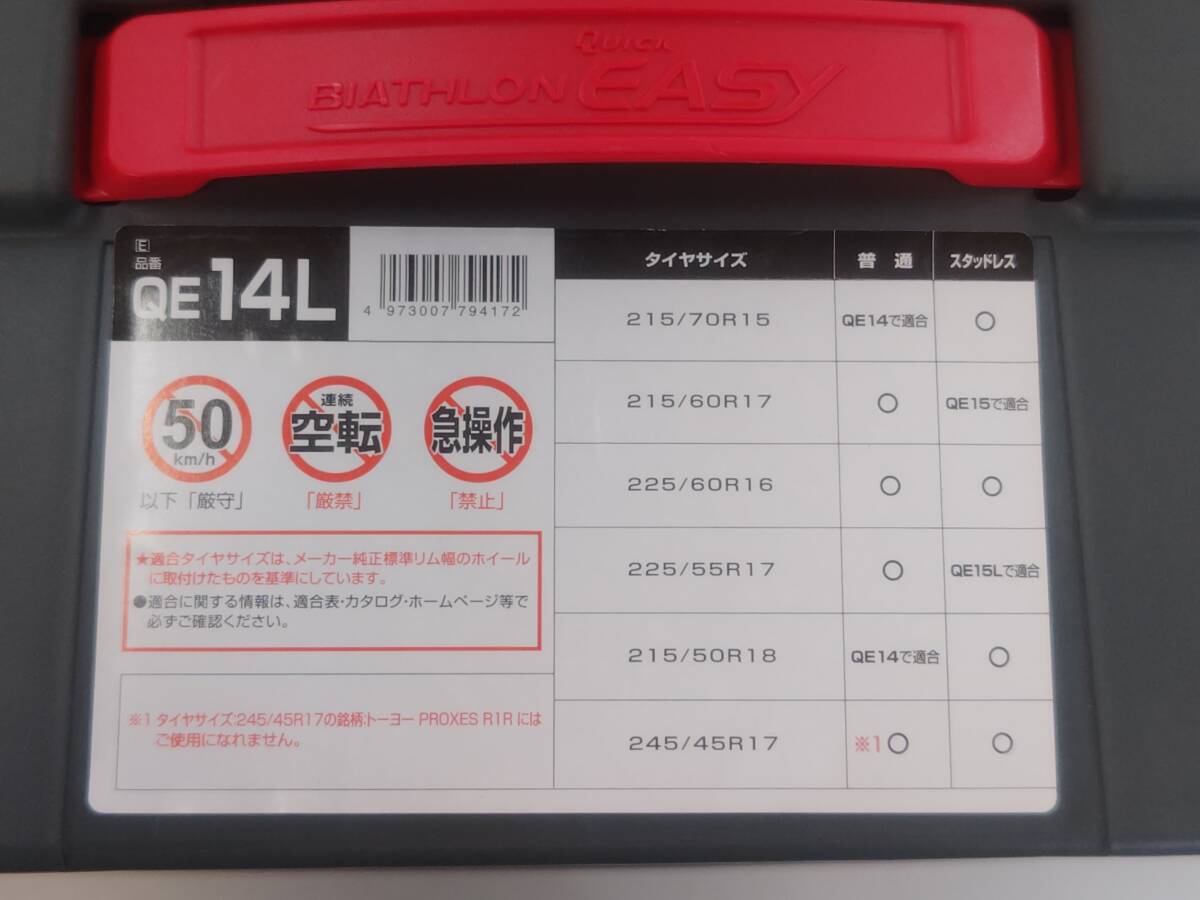 QUICK
BIATHLON EASY
E
品番
QE14L
4 973007 794172
50
km/h
以下「厳守」
連続
空転
「厳禁」
急操作
「禁止」
★適合タイヤサイズは、メーカー純正標準リム幅のホイール
に取付けたものを基準にしています。
●適合に関する情報は、適合表・カタログ・ホームページ等で
必ずご確認ください。
※1 タイヤサイズ:245/45R17の銘柄:トーヨー PROXES R1R には
ご使用になれません。
タイヤサイズ 普通 スタッドレス
215/70R15 QE14で適合 ○
215/60R17 ○ QE15で適合
225/60R16 ○ ○
225/55R17 ○ QE15Lで適合
215/50R18 QE14で適合 ○
245/45R17 ※1○ ○